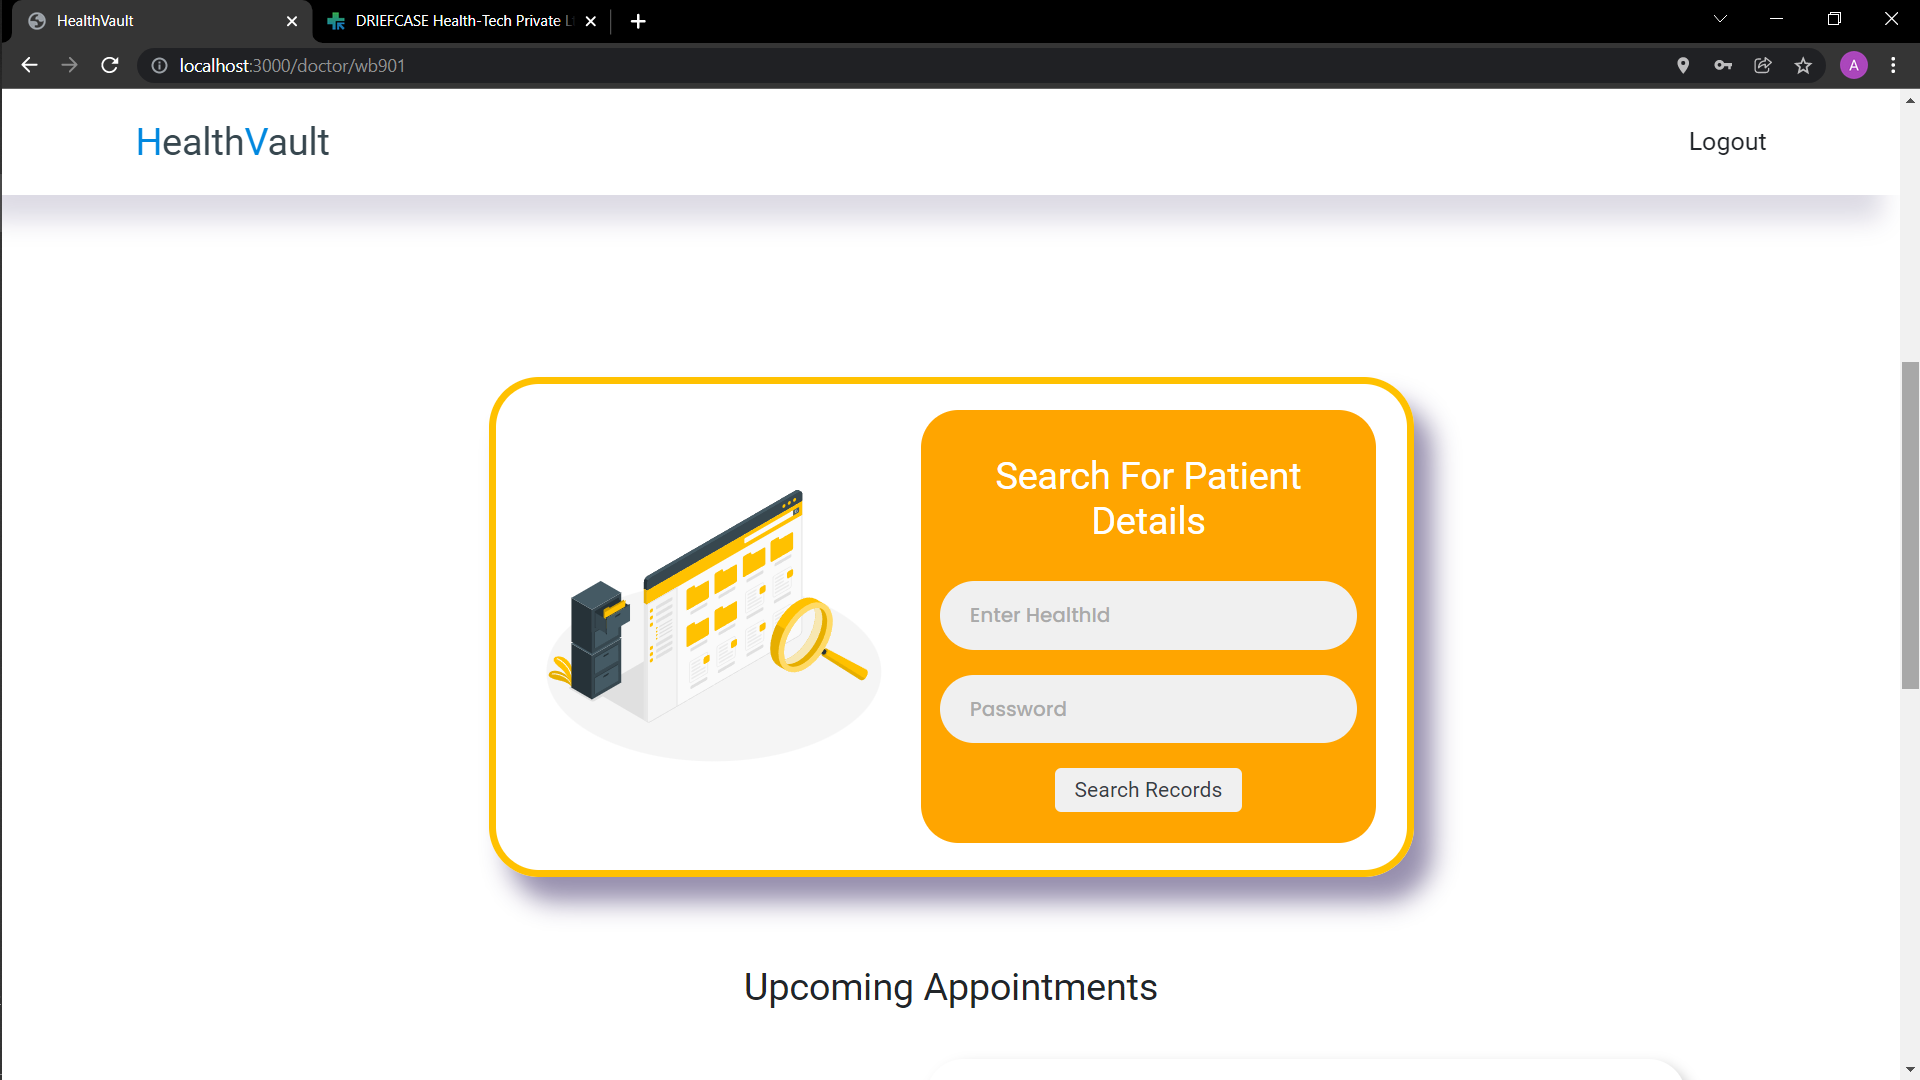 HealthVault
DRIEFCASE Health-Tech Private L
localhost:3000/doctor/wb901
A
HealthVault
Logout
Search For Patient
Details
Enter HealthId
Password
Search Records
Upcoming Appointments